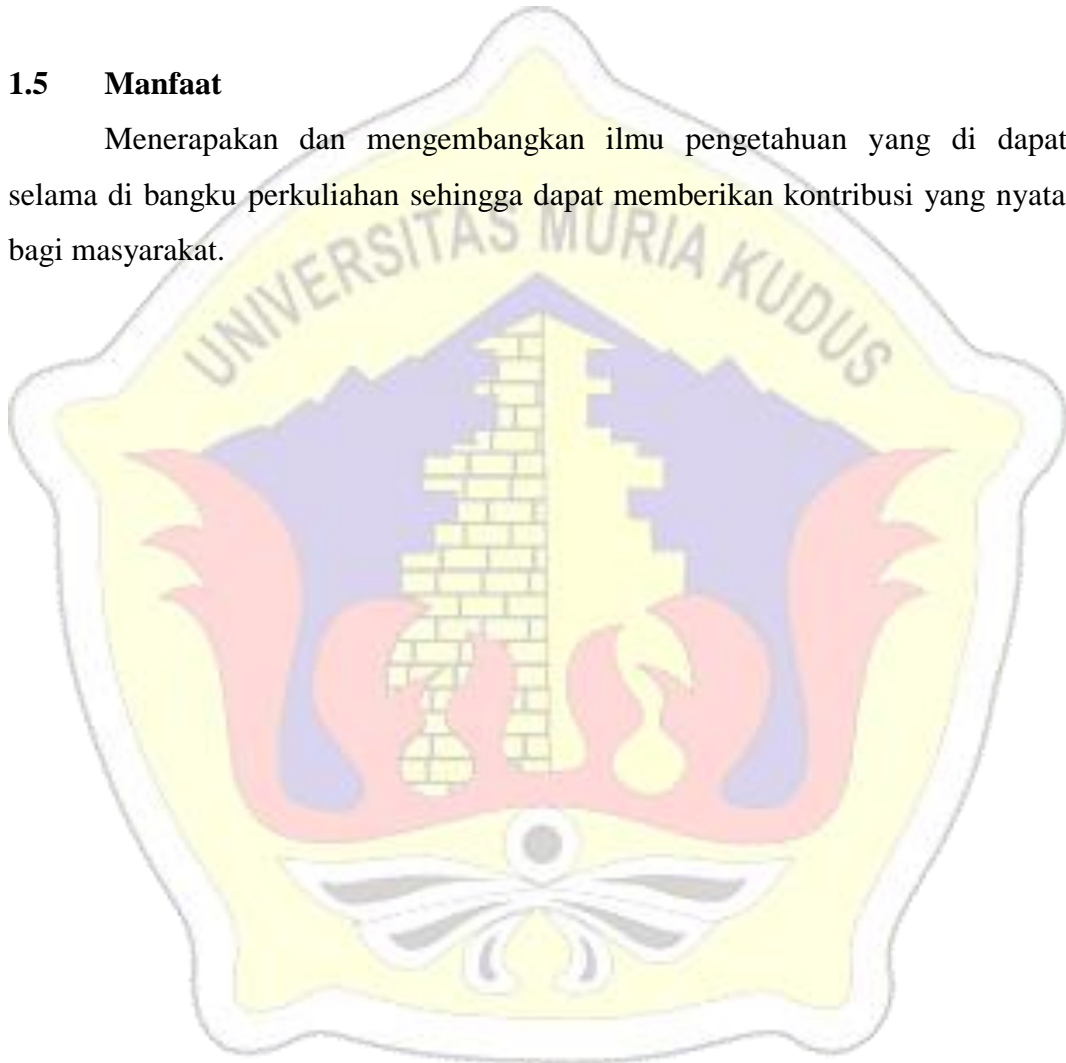 1.5 Manfaat
Menerapakan dan mengembangkan ilmu pengetahuan yang di dapat
selama di bangku perkuliahan sehingga dapat memberikan kontribusi yang nyata
bagi masyarakat.
UNIVERSITAS MURIA KUDUS